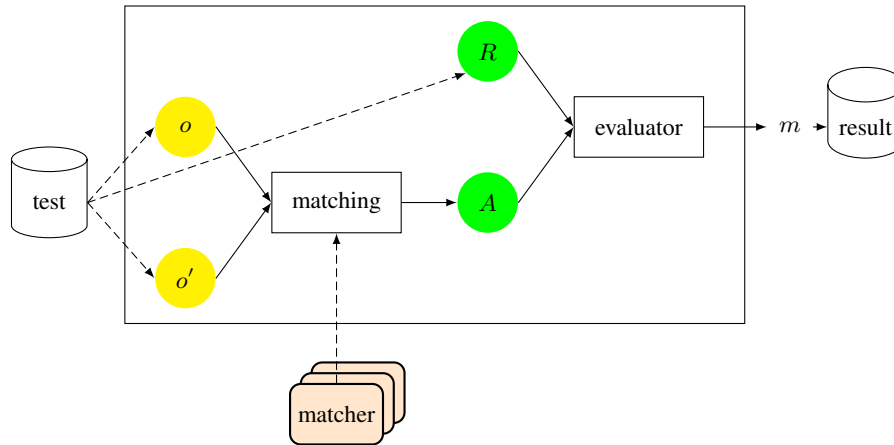 R
o
evaluator
m
result
test
matching
A
o′
matcher